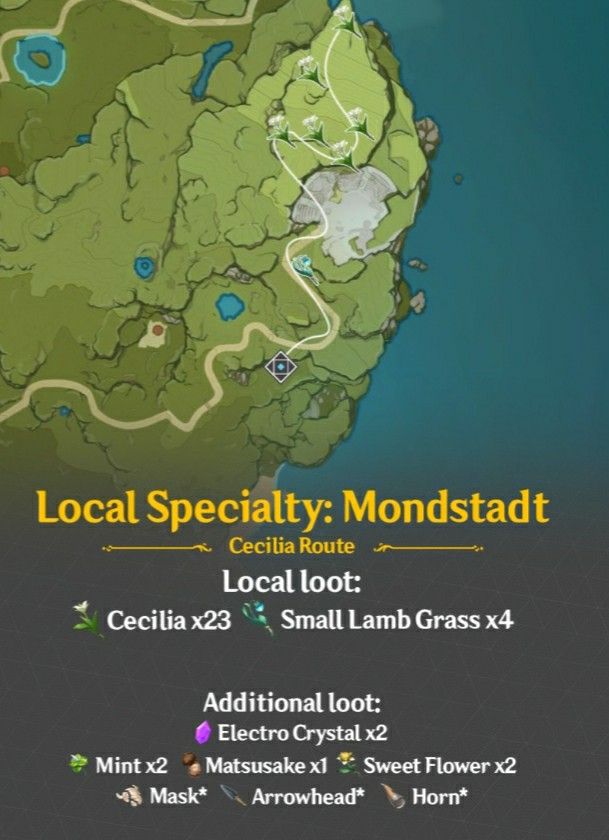 Local Specialty: Mondstadt
Cecilia Route
Local loot:
Cecilia x23 Small Lamb Grass x4
Additional loot:
Electro Crystal x2
Mint x2 Matsusake x1 Sweet Flower x2
Mask* Arrowhead* Horn*